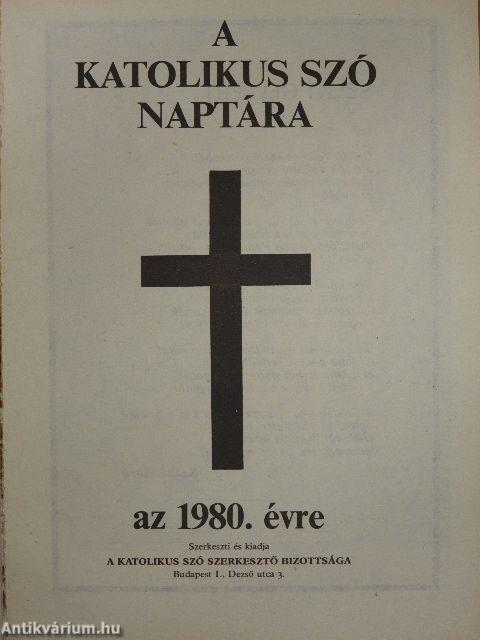 A
KATOLIKUS SZÓ
NAPTÁRA
az 1980. évre
Szerkeszti és kiadja
A KATOLIKUS SZÓ SZERKESZTŐ BIZOTTSÁGA
Budapest I., Dezső utca 3.
Antikvárium.hu